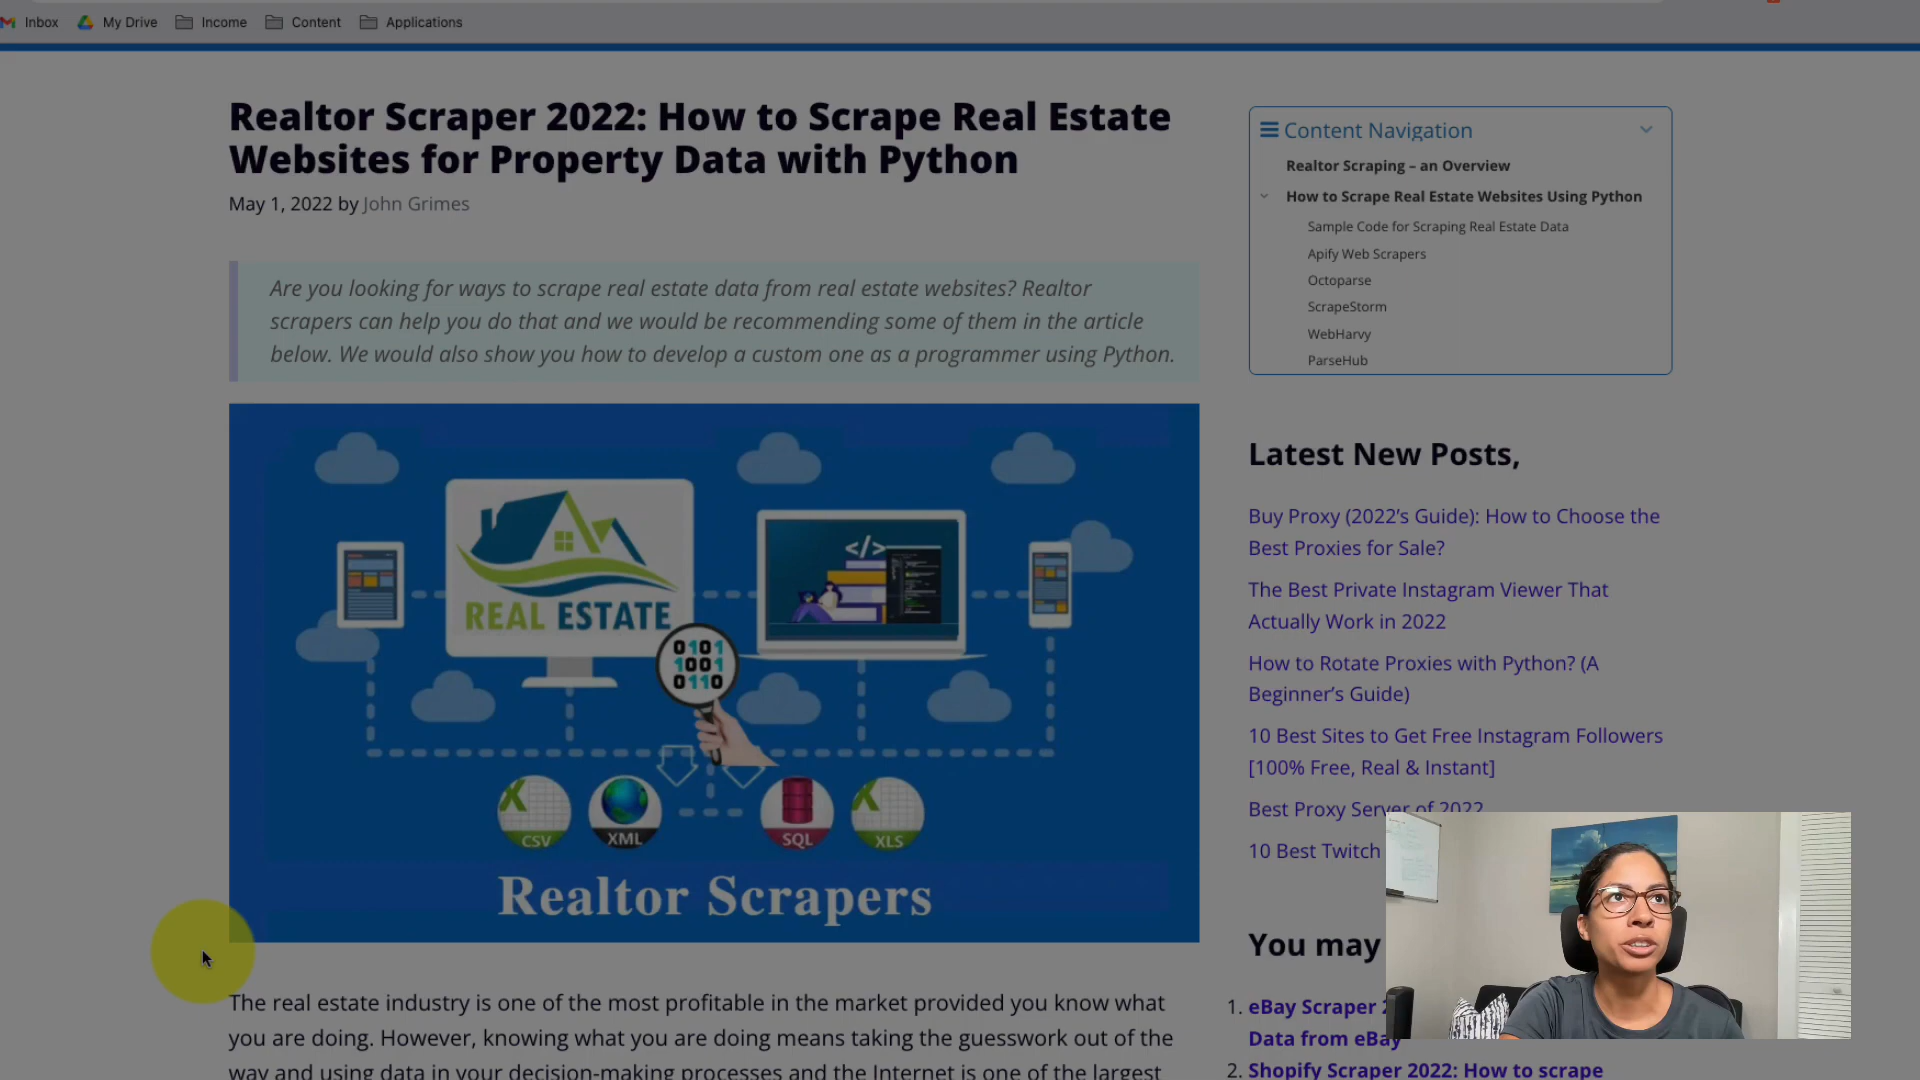 Inbox
My Drive
Income
Content
Applications
Realtor Scraper 2022: How to Scrape Real Estate
Websites for Property Data with Python
May 1, 2022 by John Grimes
Are you looking for ways to scrape real estate data from real estate websites? Realtor
scrapers can help you do that and we would be recommending some of them in the article
below. We would also show you how to develop a custom one as a programmer using Python.
REAL ESTATE
</>
0101
1001
0110
CSV
XML
SQL
XLS
Realtor Scrapers
The real estate industry is one of the most profitable in the market provided you know what
you are doing. However, knowing what you are doing means taking the guesswork out of the
way and using data in your decision-making processes and the Internet is one of the largest
Content Navigation
Realtor Scraping – an Overview
How to Scrape Real Estate Websites Using Python
Sample Code for Scraping Real Estate Data
Apify Web Scrapers
Octoparse
ScrapeStorm
WebHarvy
ParseHub
Latest New Posts,
Buy Proxy (2022's Guide): How to Choose the
Best Proxies for Sale?
The Best Private Instagram Viewer That
Actually Work in 2022
How to Rotate Proxies with Python? (A
Beginner's Guide)
10 Best Sites to Get Free Instagram Followers
[100% Free, Real & Instant]
Best Proxy Server of 2022
10 Best Twitch
You may
1. eBay Scraper
Data from eBay
2. Shopify Scraper 2022: How to scrape